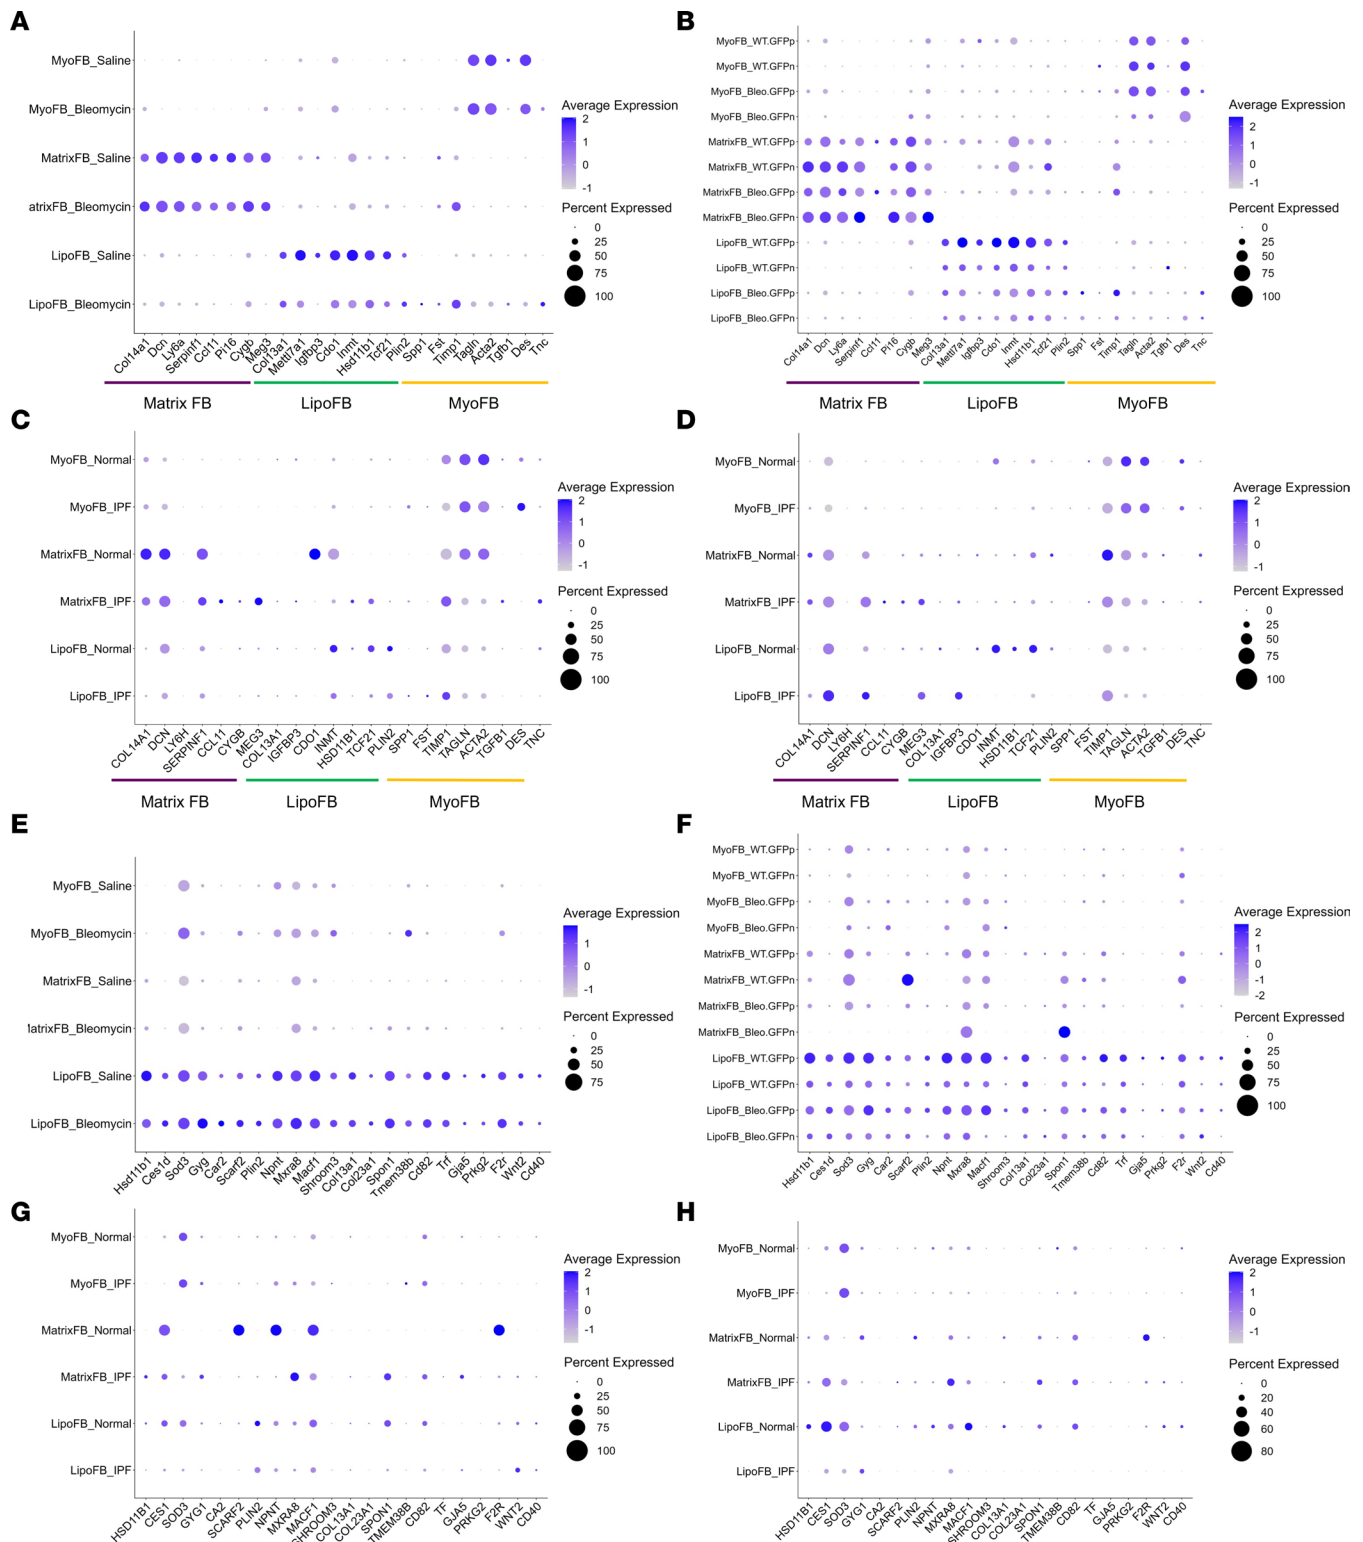 A
MyoFB_Saline
MyoFB_Bleomycin
MatrixFB_Saline
atrixFB_Bleomycin
LipoFB_Saline
LipoFB_Bleomycin
Col14a1 Dcn Ly6a Serpinf1 Ccl11 Pi16 Cygb Meg3 Col13a1 Mettl7a1 Igfbp3 Cdo1 Inmt Hsd11b1 Tcf21 Plin2 Spp1 Fst Timp1 Tagln Acta2 Tgfb1 Des Tnc
Matrix FB LipoFB MyoFB
Average Expression
2
1
0
-1
Percent Expressed
0
25
50
75
100
B
MyoFB_WT.GFPp
MyoFB_WT.GFPn
MyoFB_Bleo.GFPp
MyoFB_Bleo.GFPn
MatrixFB_WT.GFPp
MatrixFB_WT.GFPn
MatrixFB_Bleo.GFPp
MatrixFB_Bleo.GFPn
LipoFB_WT.GFPp
LipoFB_WT.GFPn
LipoFB_Bleo.GFPp
LipoFB_Bleo.GFPn
Col14a1 Dcn Ly6a Serpinf1 Ccl11 Pi16 Cygb Meg3 Col13a1 Mettl7a1 Igfbp3 Cdo1 Inmt Hsd11b1 Tcf21 Plin2 Spp1 Fst Timp1 Tagln Acta2 Tgfb1 Des Tnc
Matrix FB LipoFB MyoFB
Average Expression
2
1
0
-1
Percent Expressed
0
25
50
75
100
C
MyoFB_Normal
MyoFB_IPF
MatrixFB_Normal
MatrixFB_IPF
LipoFB_Normal
LipoFB_IPF
COL14A1 DCN LY6H SERPINF1 CCL11 CYGB MEG3 COL13A1 IGFBP3 CDO1 INMT HSD11B1 TCF21 PLIN2 SPP1 FST TIMP1 TAGLN ACTA2 TGFB1 DES TNC
Matrix FB LipoFB MyoFB
Average Expression
2
1
0
-1
Percent Expressed
0
25
50
75
100
D
MyoFB_Normal
MyoFB_IPF
MatrixFB_Normal
MatrixFB_IPF
LipoFB_Normal
LipoFB_IPF
COL14A1 DCN LY6H SERPINF1 CCL11 CYGB MEG3 COL13A1 IGFBP3 CDO1 INMT HSD11B1 TCF21 PLIN2 SPP1 FST TIMP1 TAGLN ACTA2 TGFB1 DES TNC
Matrix FB LipoFB MyoFB
Average Expression
2
1
0
-1
Percent Expressed
0
25
50
75
100
E
MyoFB_Saline
MyoFB_Bleomycin
MatrixFB_Saline
MatrixFB_Bleomycin
LipoFB_Saline
LipoFB_Bleomycin
Hsd11b1 Ces1d Sod3 Gyg Car2 Scarf2 Plin2 Npnt Mxra8 Macf1 Shroom3 Col13a1 Col23a1 Spon1 Tmem38b Cd82 Trf Gja5 Prkg2 F2r Wnt2 Cd40
Average Expression
1
0
-1
Percent Expressed
0
25
50
75
F
MyoFB_WT.GFPp
MyoFB_WT.GFPn
MyoFB_Bleo.GFPp
MyoFB_Bleo.GFPn
MatrixFB_WT.GFPp
MatrixFB_WT.GFPn
MatrixFB_Bleo.GFPp
MatrixFB_Bleo.GFPn
LipoFB_WT.GFPp
LipoFB_WT.GFPn
LipoFB_Bleo.GFPp
LipoFB_Bleo.GFPn
Hsd11b1 Ces1d Sod3 Gyg Car2 Scarf2 Plin2 Npnt Mxra8 Macf1 Shroom3 Col13a1 Col23a1 Spon1 Tmem38b Cd82 Trf Gja5 Prkg2 F2r Wnt2 Cd40
Average Expression
2
1
0
-1
-2
Percent Expressed
0
25
50
75
100
G
MyoFB_Normal
MyoFB_IPF
MatrixFB_Normal
MatrixFB_IPF
LipoFB_Normal
LipoFB_IPF
HSD11B1 CES1 SOD3 GYG1 CA2 SCARF2 PLIN2 NPNT MXRA8 MACF1 SHROOM3 COL13A1 COL23A1 SPON1 TMEM38B CD82 TF GJA5 PRKG2 F2R WNT2 CD40
Average Expression
2
1
0
-1
Percent Expressed
0
25
50
75
100
H
MyoFB_Normal
MyoFB_IPF
MatrixFB_Normal
MatrixFB_IPF
LipoFB_Normal
LipoFB_IPF
HSD11B1 CES1 SOD3 GYG1 CA2 SCARF2 PLIN2 NPNT MXRA8 MACF1 SHROOM3 COL13A1 COL23A1 SPON1 TMEM38B CD82 TF GJA5 PRKG2 F2R WNT2 CD40
Average Expression
2
1
0
-1
Percent Expressed
0
20
40
60
80